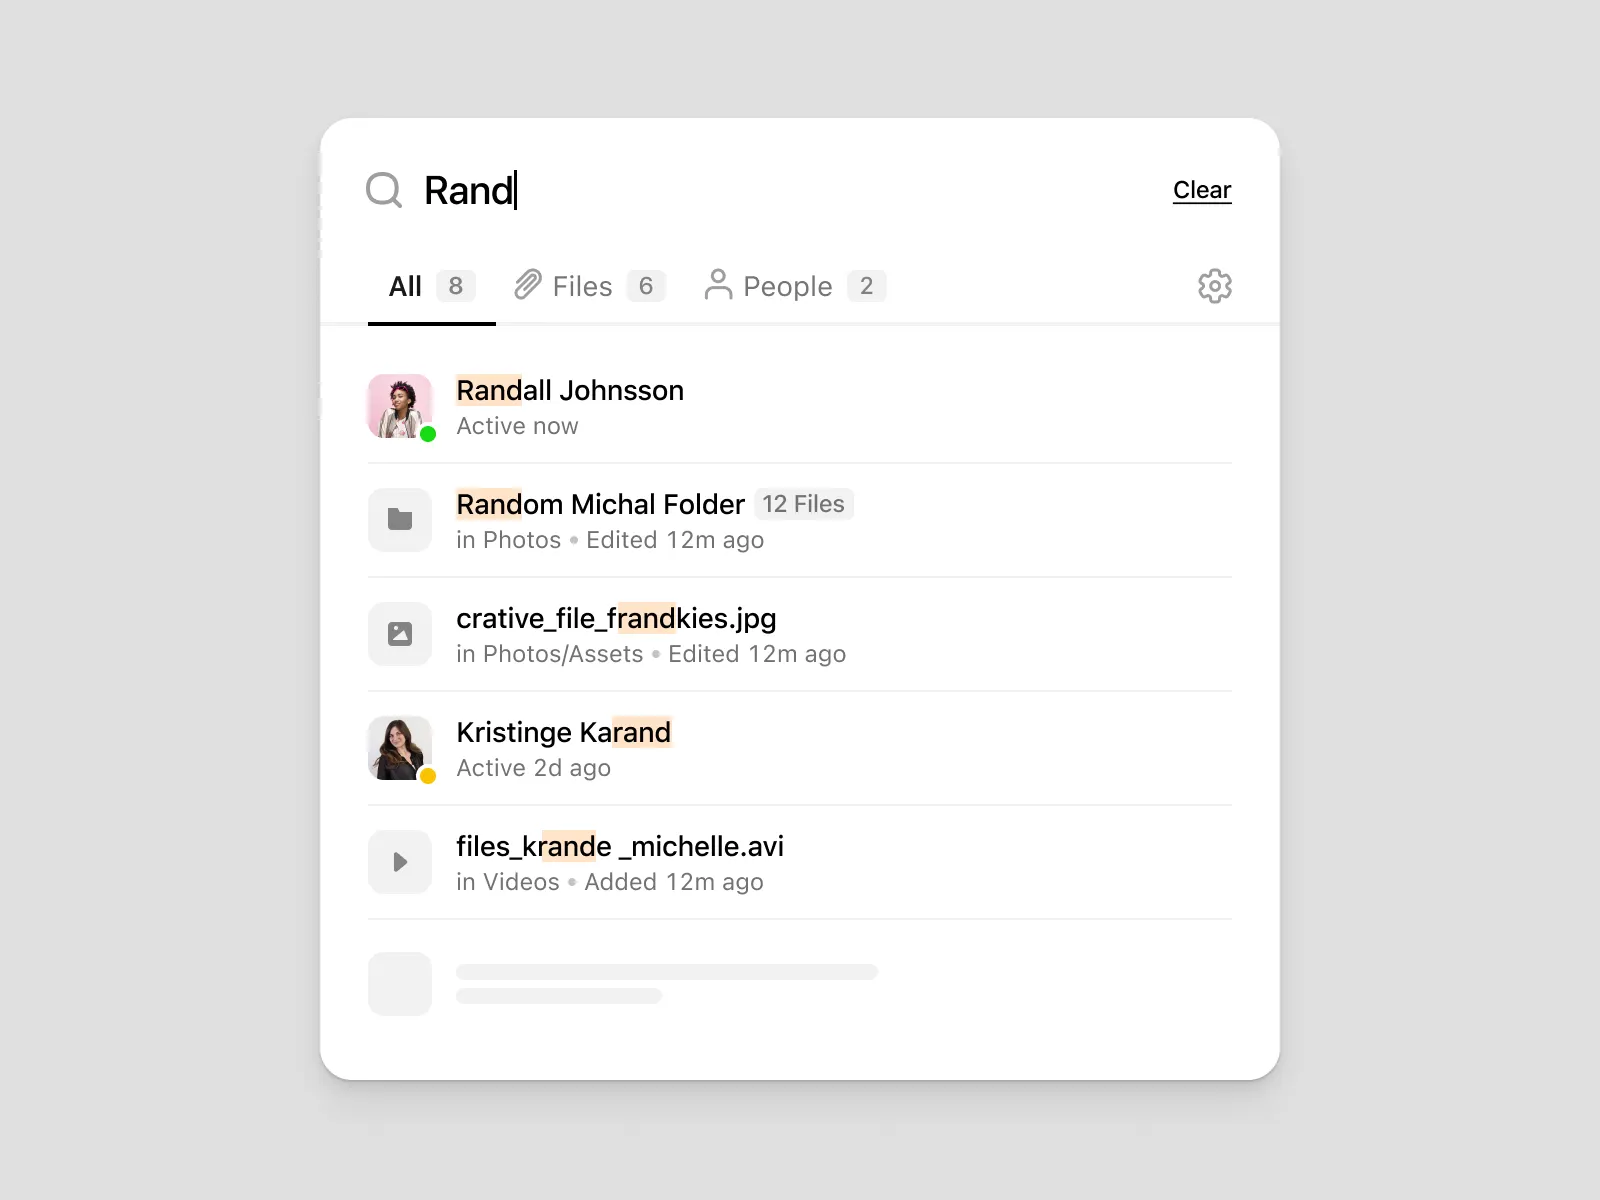 Rand
Clear
All 8
Files 6
People 2
Randall Johnsson
Active now
Random Michal Folder 12 Files
in Photos • Edited 12m ago
crative_file_frandkies.jpg
in Photos/Assets • Edited 12m ago
Kristinge Karand
Active 2d ago
files_krande _michelle.avi
in Videos • Added 12m ago